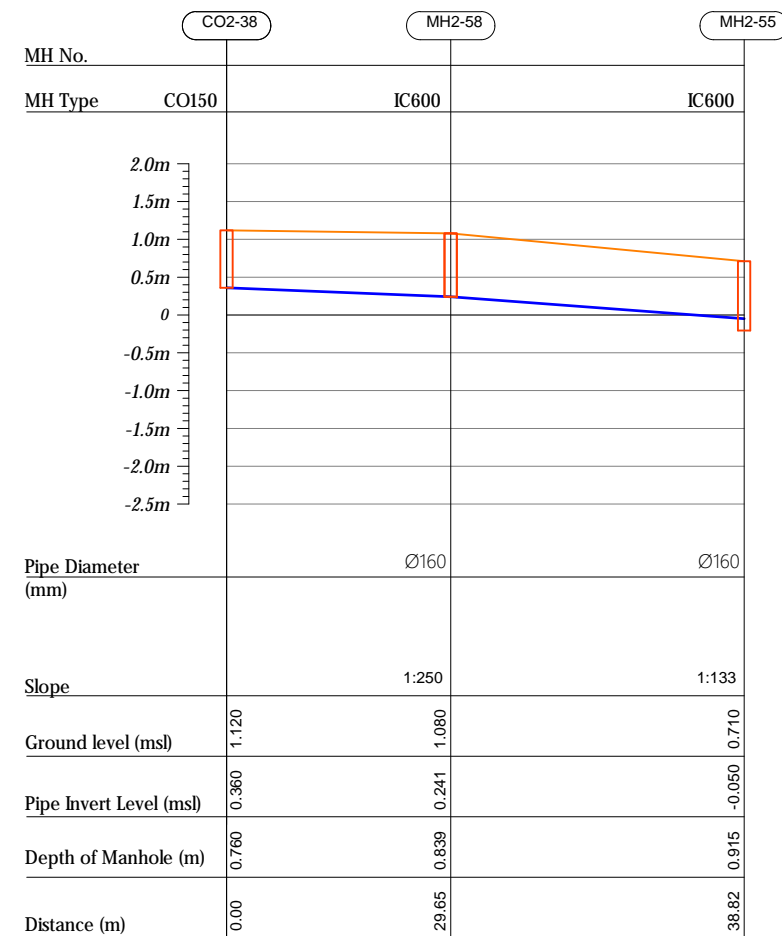 CO2-38 MH2-58 MH2-55
MH No.
MH Type CO150 IC600 IC600
2.0m
1.5m
1.0m
0.5m
0
-0.5m
-1.0m
-1.5m
-2.0m
-2.5m
Pipe Diameter Ø160 Ø160
(mm)
Slope 1:250 1:133
Ground level (msl) 1.120 1.080 0.710
Pipe Invert Level (msl) 0.360 0.241 -0.050
Depth of Manhole (m) 0.760 0.839 0.915
Distance (m) 0.00 29.65 38.82